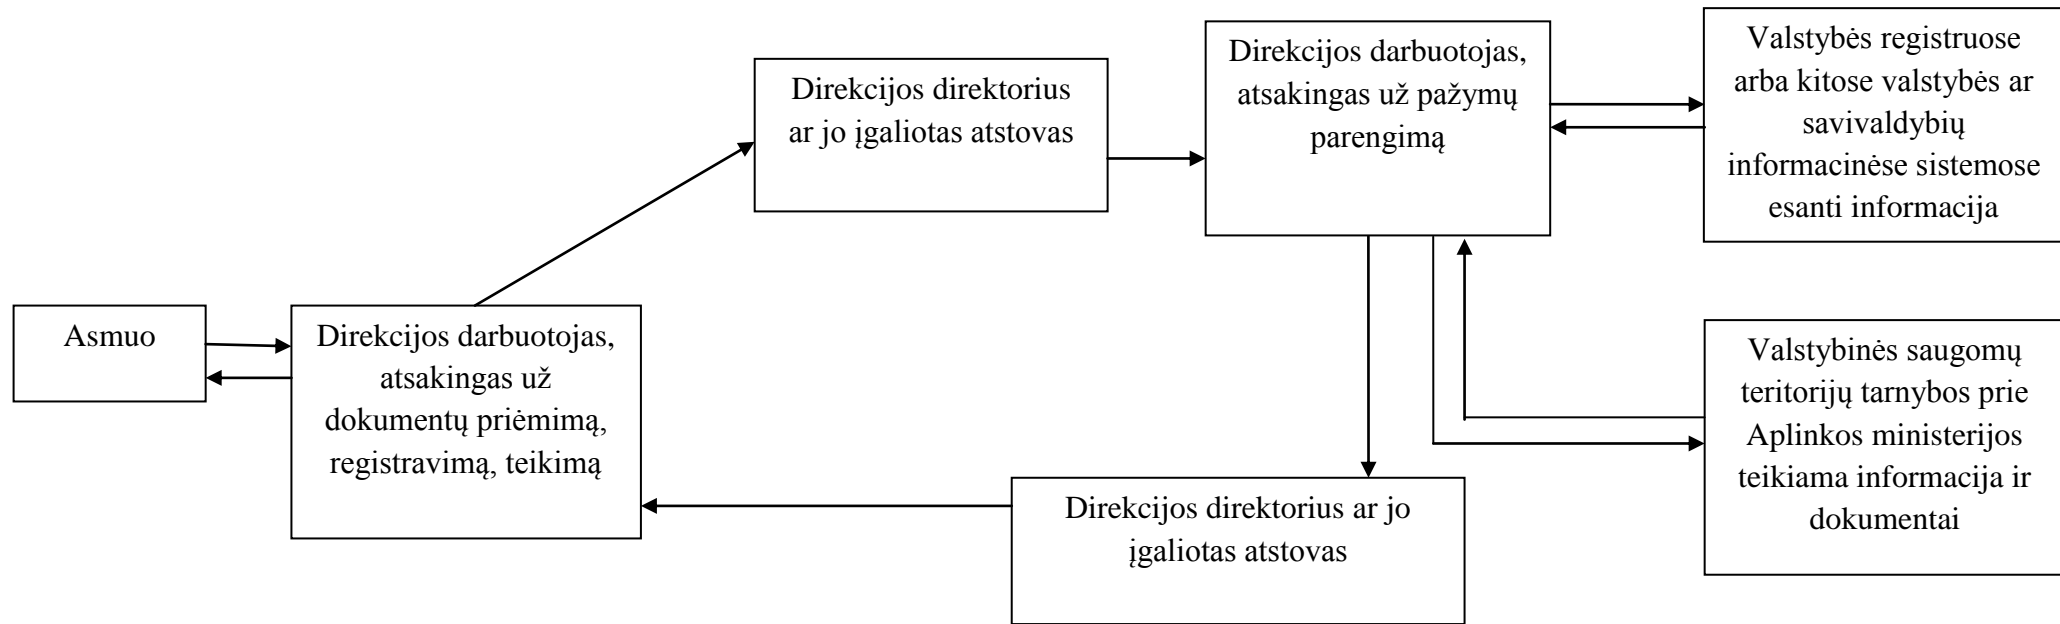 Asmuo
Direkcijos darbuotojas,
atsakingas už
dokumentų priėmimą,
registravimą, teikimą
Direkcijos direktorius
ar jo įgaliotas atstovas
Direkcijos darbuotojas,
atsakingas už pažymų
parengimą
Valstybės registruose
arba kitose valstybės ar
savivaldybių
informacinėse sistemose
esanti informacija
Valstybinės saugomų
teritorijų tarnybos prie
Aplinkos ministerijos
teikiama informacija ir
dokumentai
Direkcijos direktorius ar jo
įgaliotas atstovas